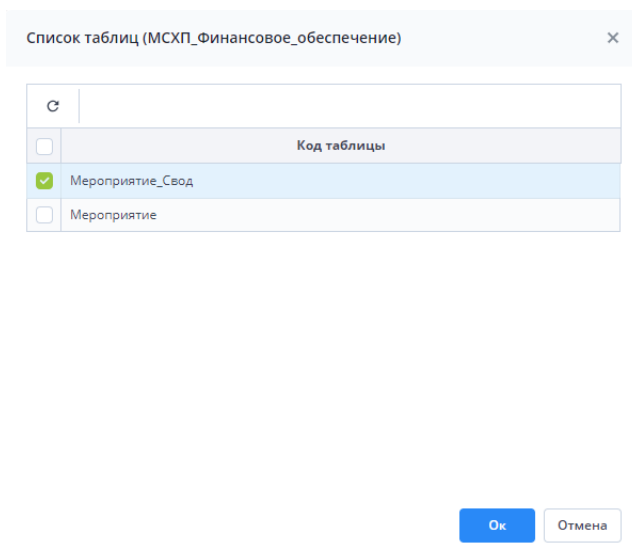 Список таблиц (МСХП_Финансовое_обеспечение)
Код таблицы
Мероприятие_Свод
Мероприятие
Ок Отмена